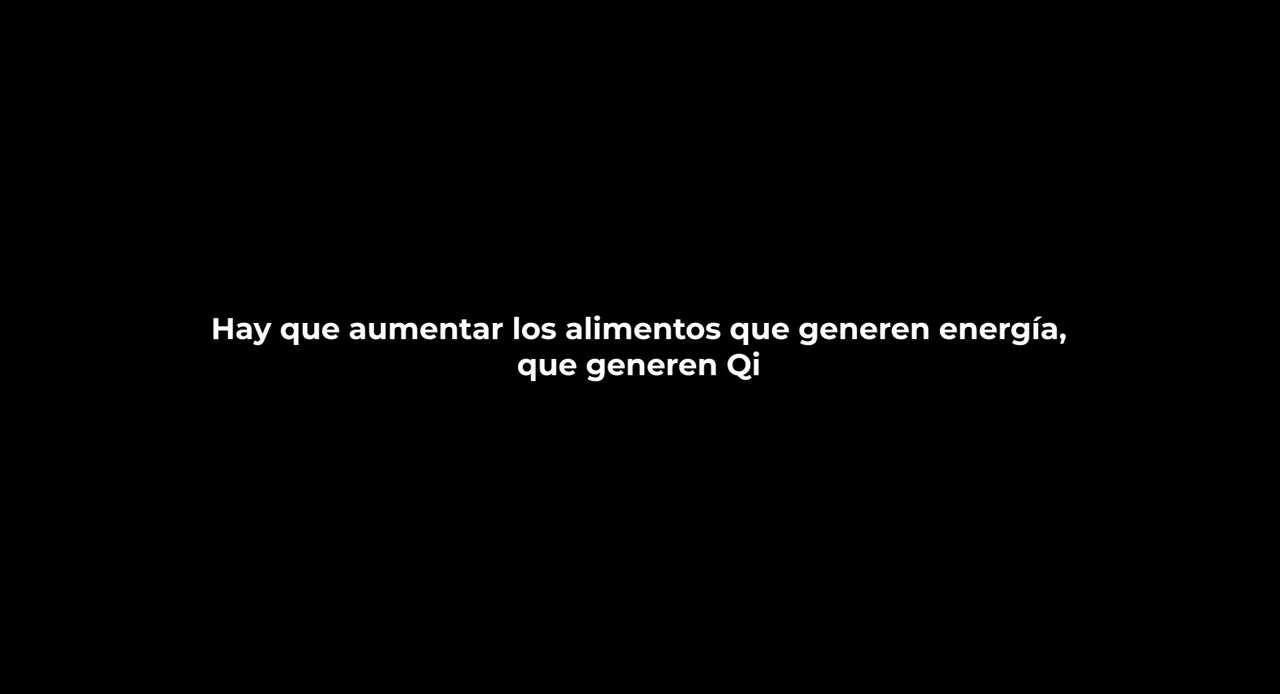 Hay que aumentar los alimentos que generen energía,
que generen Qi